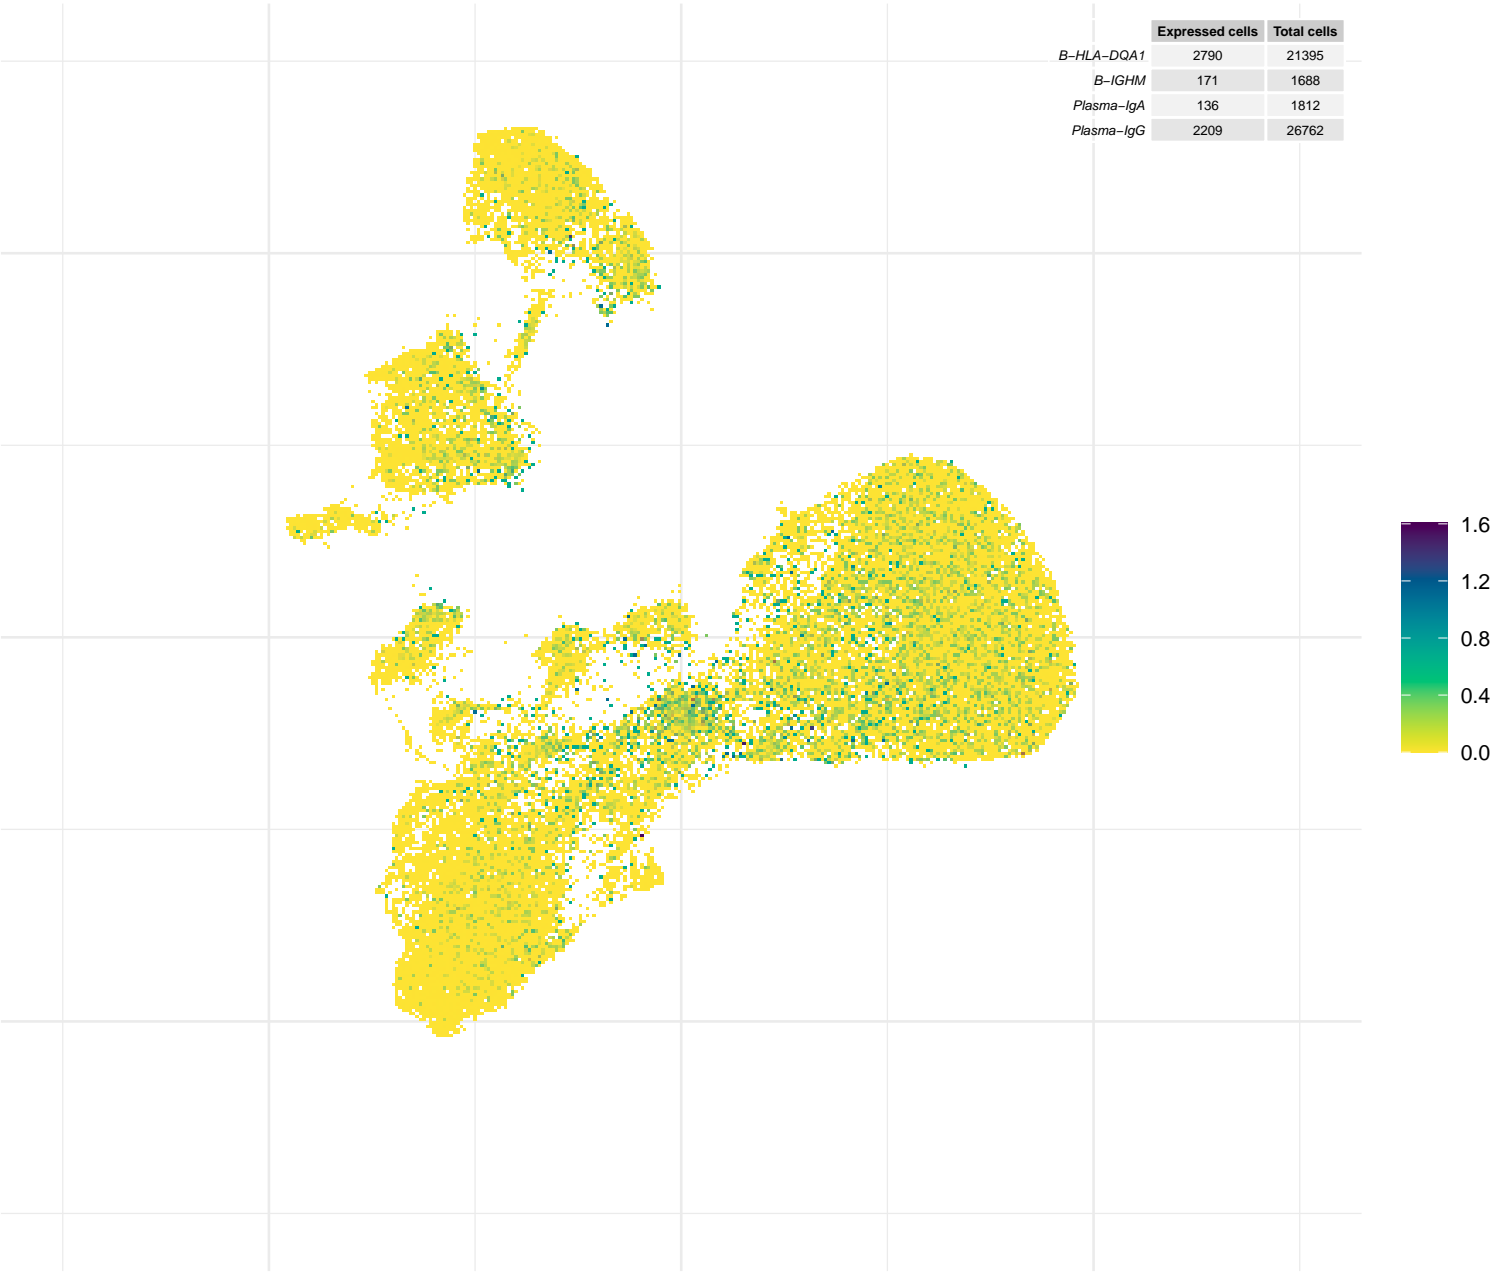 Expressed cells Total cells
B−HLA−DQA1 2790 21395
B−IGHM 171 1688
Plasma−IgA 136 1812
Plasma−IgG 2209 26762
1.6
1.2
0.8
0.4
0.0